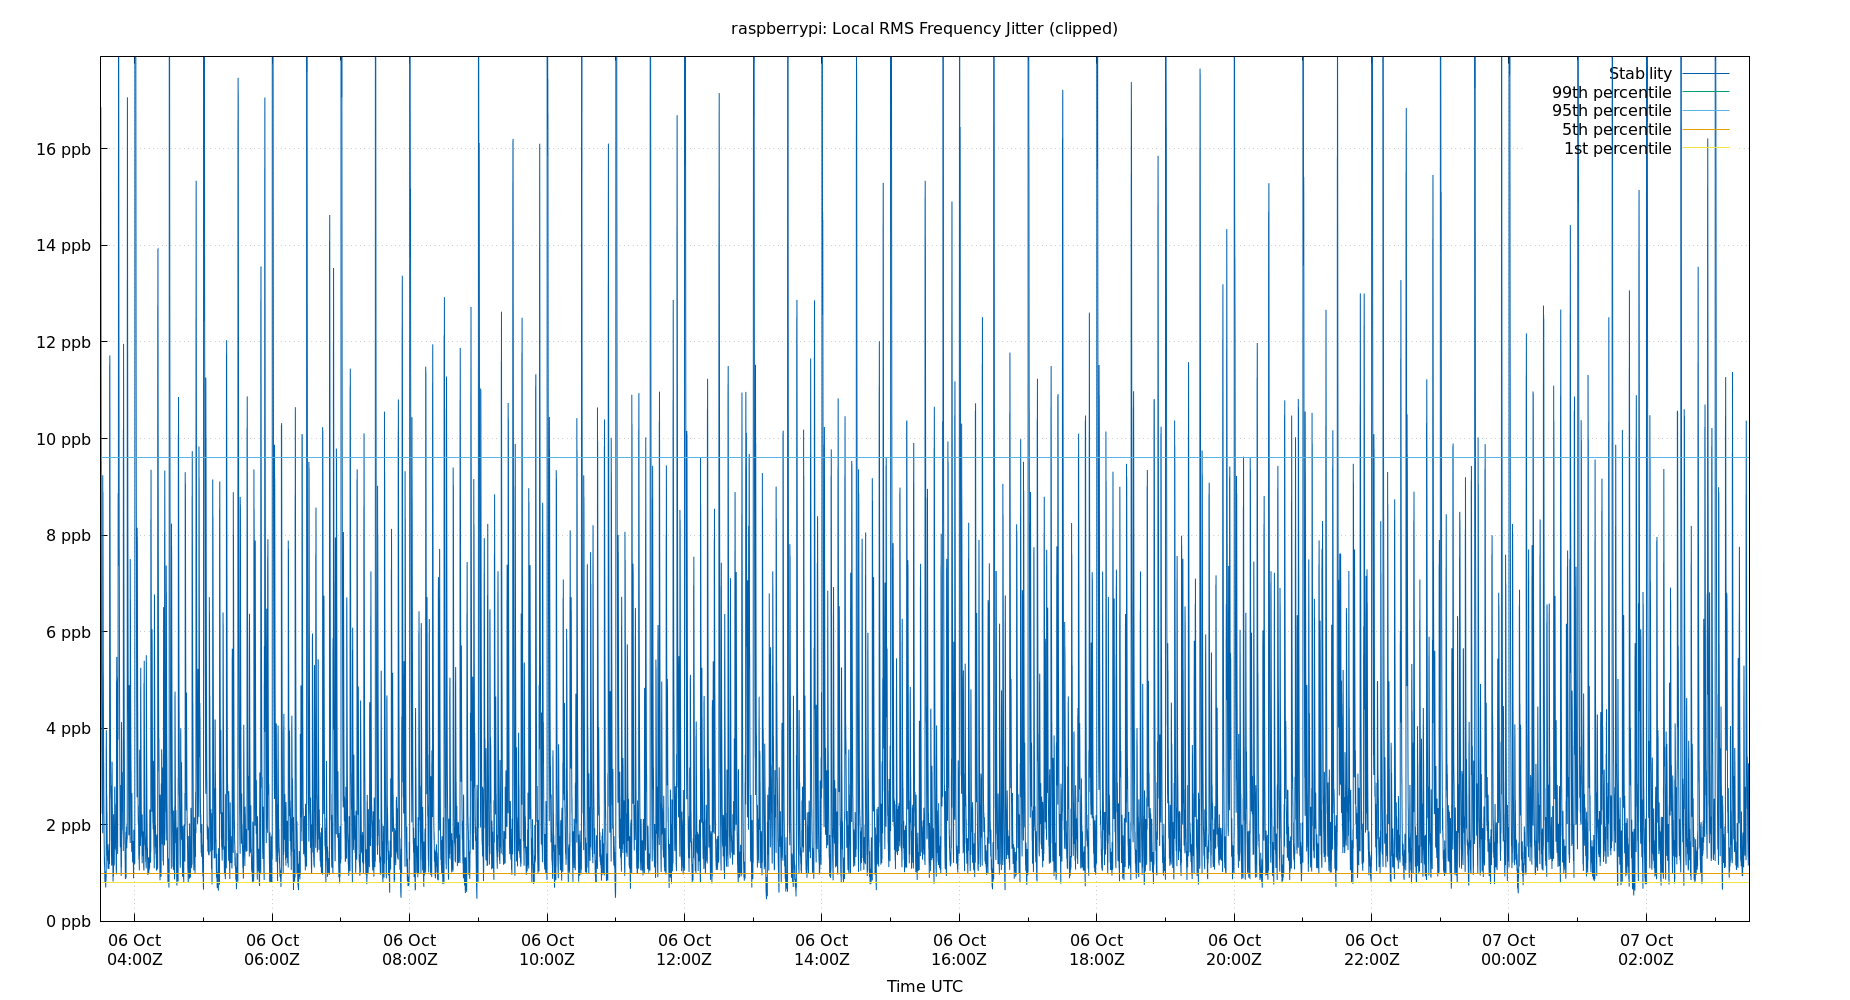 raspberrypi: Local RMS Frequency Jitter (clipped)
Stability
99th percentile
95th percentile
5th percentile
1st percentile
16 ppb
14 ppb
12 ppb
10 ppb
8 ppb
6 ppb
4 ppb
2 ppb
0 ppb
06 Oct 06 Oct 06 Oct 06 Oct 06 Oct 06 Oct 06 Oct 06 Oct 06 Oct 06 Oct 07 Oct 07 Oct
04:00Z 06:00Z 08:00Z 10:00Z 12:00Z 14:00Z 16:00Z 18:00Z 20:00Z 22:00Z 00:00Z 02:00Z
Time UTC